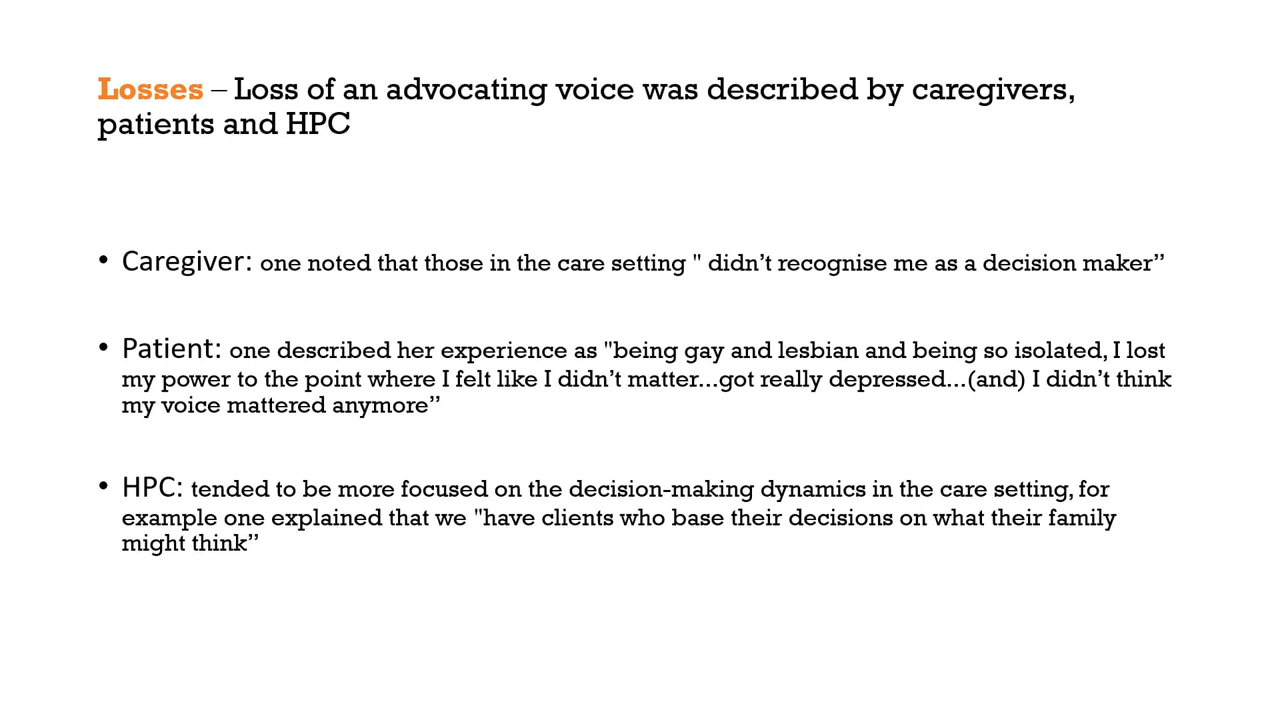 Losses – Loss of an advocating voice was described by caregivers,
patients and HPC
• Caregiver: one noted that those in the care setting " didn’t recognise me as a decision maker”
• Patient: one described her experience as "being gay and lesbian and being so isolated, I lost
my power to the point where I felt like I didn’t matter…got really depressed…(and) I didn’t think
my voice mattered anymore”
• HPC: tended to be more focused on the decision-making dynamics in the care setting, for
example one explained that we "have clients who base their decisions on what their family
might think”